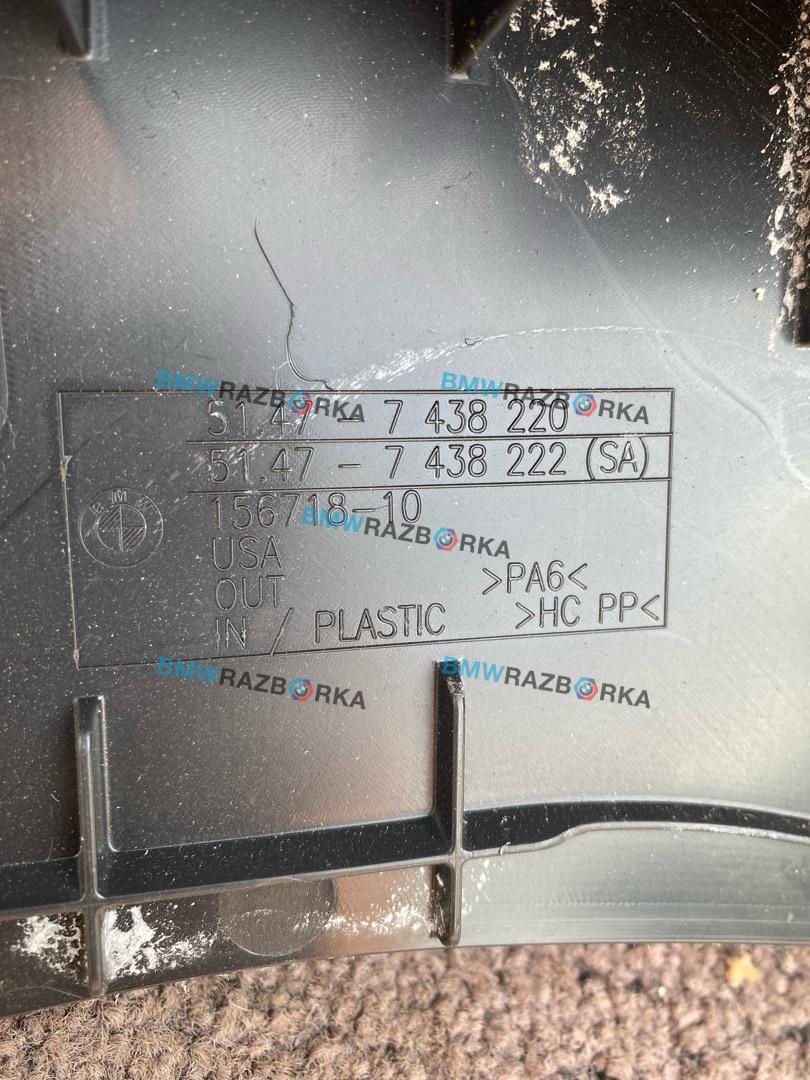 BMWRAZBORKA BMWRAZBORKA
51.47 - 7 438 220
51.47 - 7 438 222 (SA)
BMW
156718-10
BMWRAZBORKA
USA
OUT >PA6<
IN / PLASTIC >HC PP<
BMWRAZBORKA BMWRAZBORKA